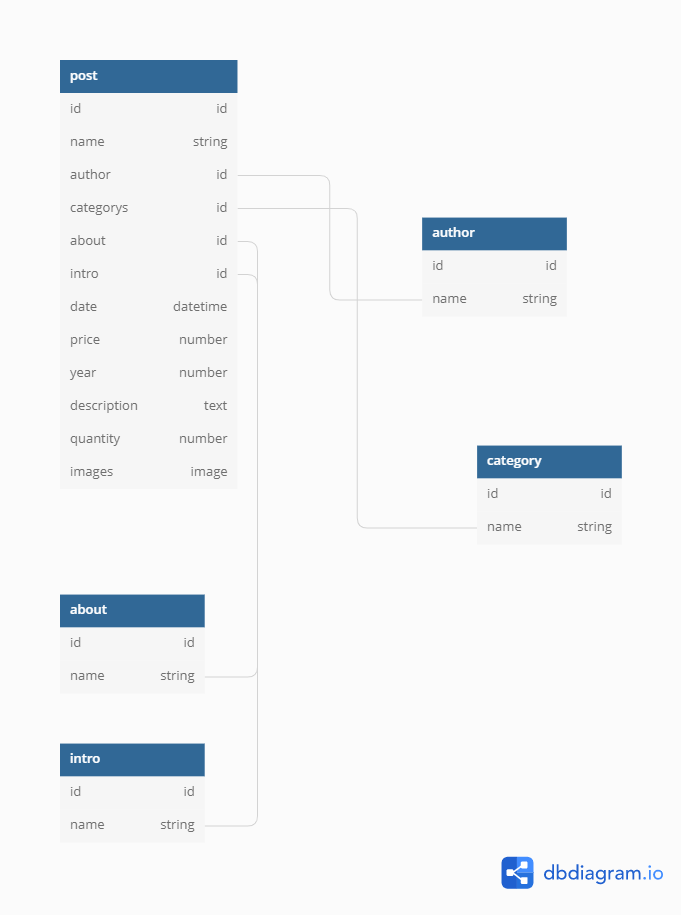 post
id id
name string
author id
categorys id
about id
intro id
date datetime
price number
year number
description text
quantity number
images image
author
id id
name string
category
id id
name string
about
id id
name string
intro
id id
name string
dbdiagram.io